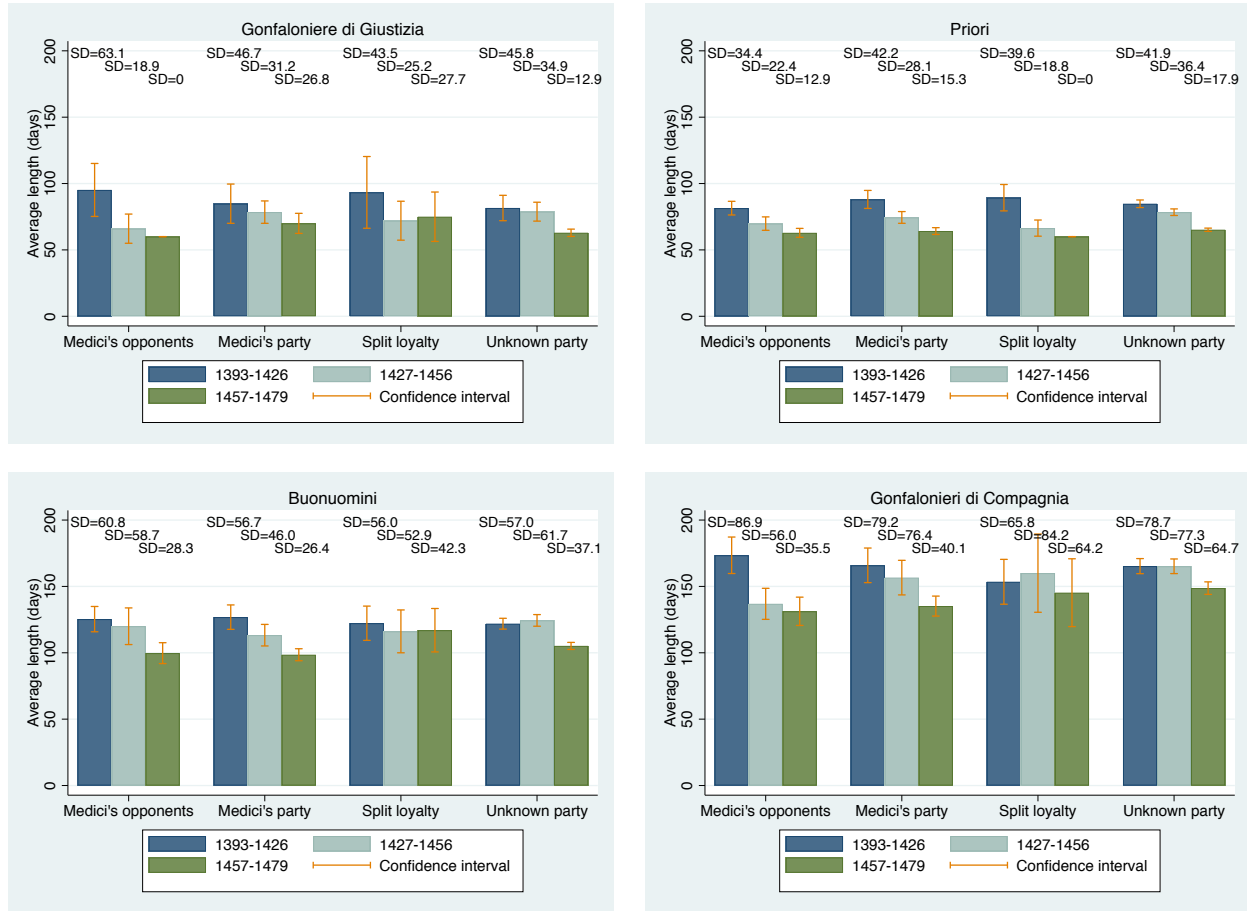 Gonfaloniere di Giustizia
SD=63.1 SD=46.7 SD=43.5 SD=45.8
SD=18.9 SD=31.2 SD=25.2 SD=34.9
SD=0 SD=26.8 SD=27.7 SD=12.9
Average length (days)
200
150
100
50
0
Medici's opponents Medici's party Split loyalty Unknown party
1393-1426 1427-1456
1457-1479 Confidence interval
Priori
SD=34.4 SD=42.2 SD=39.6 SD=41.9
SD=22.4 SD=28.1 SD=18.8 SD=36.4
SD=12.9 SD=15.3 SD=0 SD=17.9
Average length (days)
200
150
100
50
0
Medici's opponents Medici's party Split loyalty Unknown party
1393-1426 1427-1456
1457-1479 Confidence interval
Buonuomini
SD=60.8 SD=56.7 SD=56.0 SD=57.0
SD=58.7 SD=46.0 SD=52.9 SD=61.7
SD=28.3 SD=26.4 SD=42.3 SD=37.1
Average length (days)
200
150
100
50
0
Medici's opponents Medici's party Split loyalty Unknown party
1393-1426 1427-1456
1457-1479 Confidence interval
Gonfalonieri di Compagnia
SD=86.9 SD=79.2 SD=65.8 SD=78.7
SD=56.0 SD=76.4 SD=84.2 SD=77.3
SD=35.5 SD=40.1 SD=64.2 SD=64.7
Average length (days)
200
150
100
50
0
Medici's opponents Medici's party Split loyalty Unknown party
1393-1426 1427-1456
1457-1479 Confidence interval